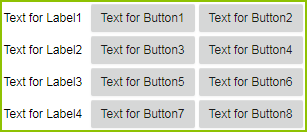 Text for Label1 Text for Button1 Text for Button2
Text for Label2 Text for Button3 Text for Button4
Text for Label3 Text for Button5 Text for Button6
Text for Label4 Text for Button7 Text for Button8